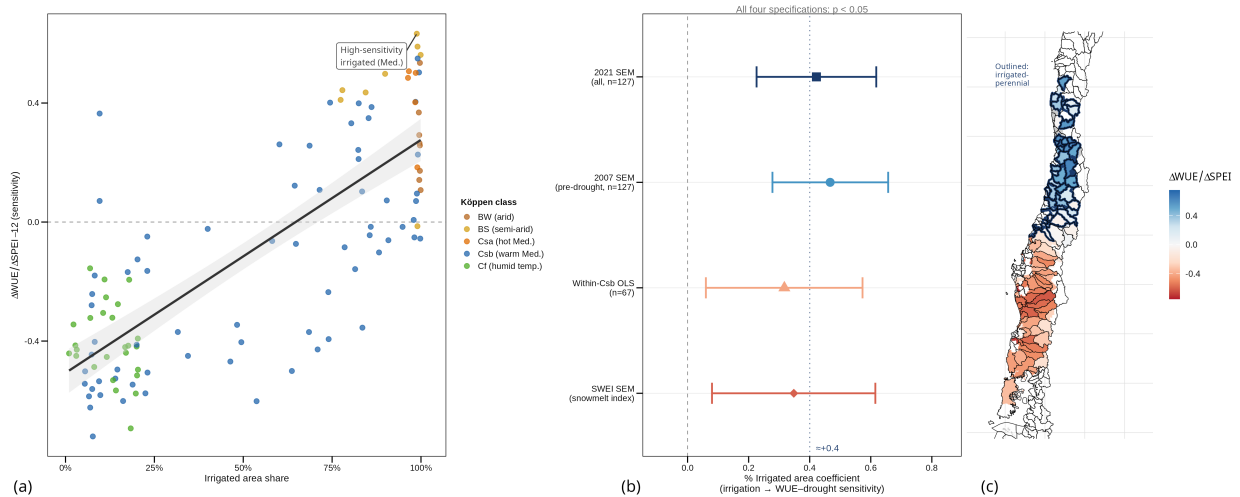 High-sensitivity
irrigated (Med.)
0.4
0.0
-0.4
ΔWUE/ΔSPEI−12 (sensitivity)
0%
25%
50%
75%
100%
Irrigated area share
(a)
Köppen class
BW (arid)
BS (semi-arid)
Csa (hot Med.)
Csb (warm Med.)
Cf (humid temp.)
All four specifications: p < 0.05
2021 SEM
(all, n=127)
2007 SEM
(pre-drought, n=127)
Within-Csb OLS
(n=67)
SWEI SEM
(snowmelt index)
≈+0.4
0.0
0.2
0.4
0.6
0.8
% Irrigated area coefficient
(irrigation → WUE–drought sensitivity)
(b)
Outlined:
irrigated-
perennial
(c)
ΔWUE/ΔSPEI
0.4
0.0
-0.4